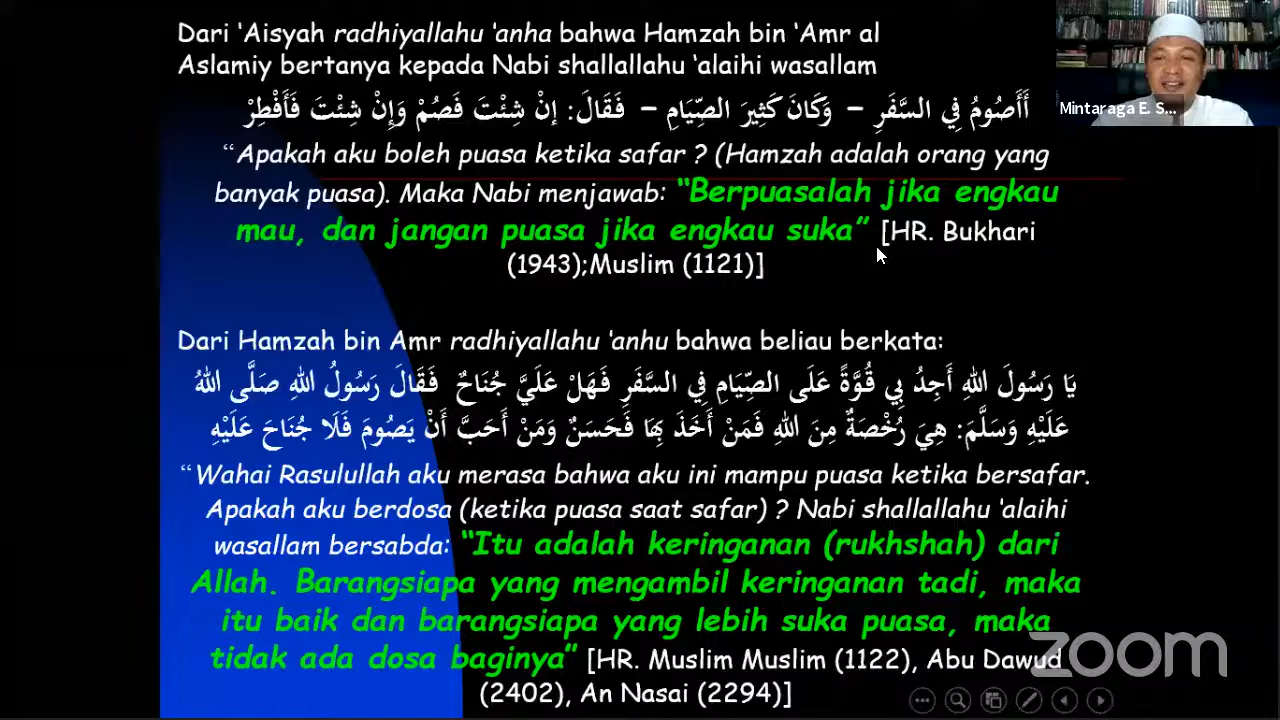 Dari ‘Aisyah radhiyallahu ‘anha bahwa Hamzah bin ‘Amr al
Aslamiy bertanya kepada Nabi shallallahu ‘alaihi wasallam
أَأَصُومُ فِي السَّفَرِ – وَكَانَ كَثِيرَ الصِّيَامِ – فَقَالَ: إنْ شِئْتَ فَصُمْ وَإِنْ شِئْتَ فَأَفْطِرْ
“Apakah aku boleh puasa ketika safar ? (Hamzah adalah orang yang
banyak puasa). Maka Nabi menjawab: “Berpuasalah jika engkau
mau, dan jangan puasa jika engkau suka” [HR. Bukhari
(1943);Muslim (1121)]
Dari Hamzah bin Amr radhiyallahu ‘anhu bahwa beliau berkata:
يَا رَسُولَ اللهِ أَجِدُ بِي قُوَّةً عَلَى الصِّيَامِ فِي السَّفَرِ فَهَلْ عَلَيَّ جُنَاحٌ فَقَالَ رَسُولُ اللهِ صَلَّى اللهُ
عَلَيْهِ وَسَلَّمَ: هِيَ رُخْصَةٌ مِنَ اللهِ فَمَنْ أَخَذَ بِهَا فَحَسَنٌ وَمَنْ أَحَبَّ أَنْ يَصُومَ فَلَا جُنَاحَ عَلَيْهِ
“Wahai Rasulullah aku merasa bahwa aku ini mampu puasa ketika bersafar.
Apakah aku berdosa (ketika puasa saat safar) ? Nabi shallallahu ‘alaihi
wasallam bersabda: “Itu adalah keringanan (rukhshah) dari
Allah. Barangsiapa yang mengambil keringanan tadi, maka
itu baik dan barangsiapa yang lebih suka puasa, maka
tidak ada dosa baginya” [HR. Muslim Muslim (1122), Abu Dawud
(2402), An Nasai (2294)]
Mintaraga E. S...
zoom